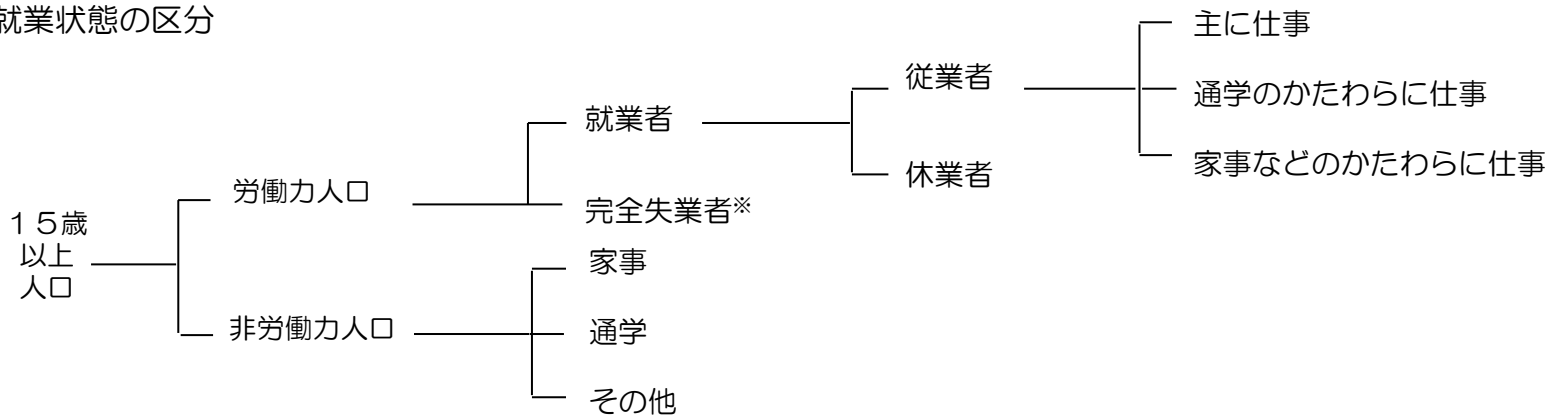 就業状態の区分
主に仕事
従業者
通学のかたわらに仕事
就業者
家事などのかたわらに仕事
休業者
労働力人口
完全失業者※
１５歳
以上
人口
家事
非労働力人口
通学
その他